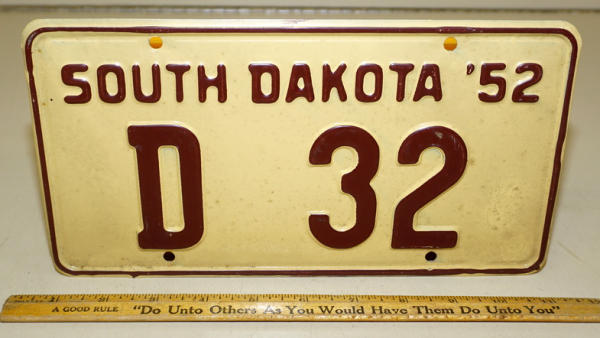 SOUTH DAKOTA '52
D 32
A GOOD RULE "Do Unto Others As You Would Have Them Do Unto You"